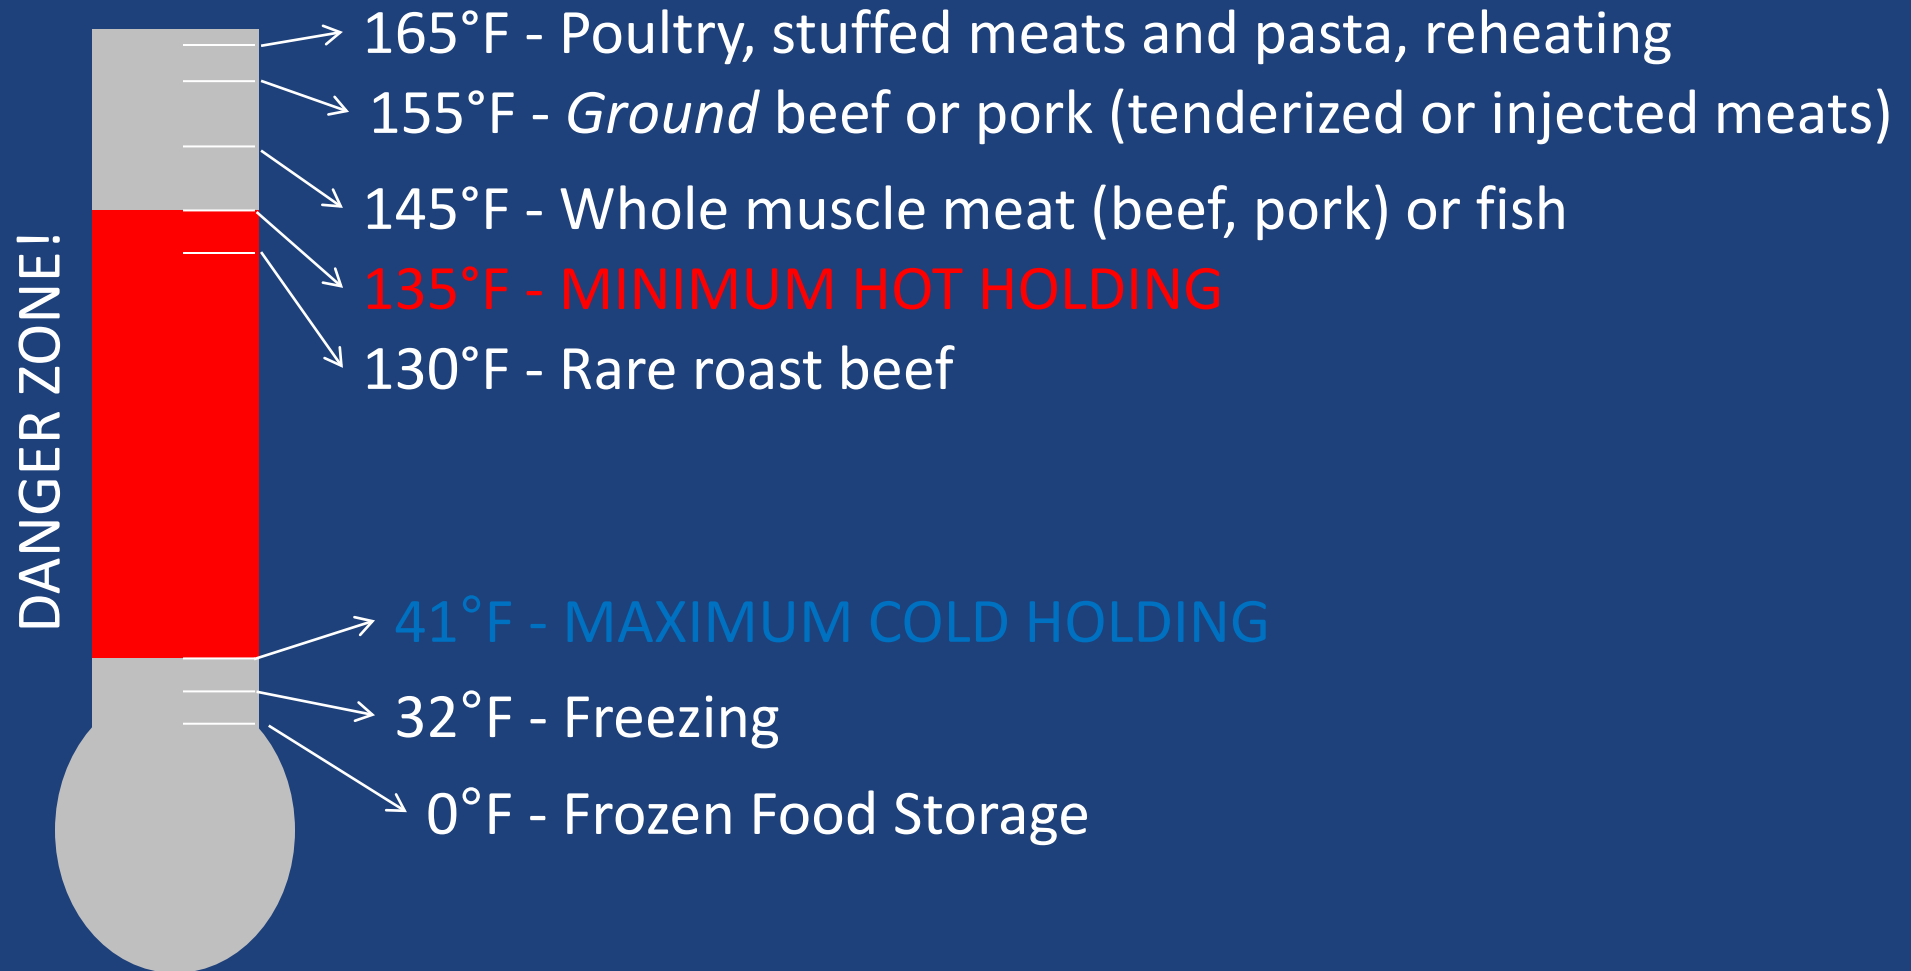 165°F - Poultry, stuffed meats and pasta, reheating
155°F - Ground beef or pork (tenderized or injected meats)
145°F - Whole muscle meat (beef, pork) or fish
135°F - MINIMUM HOT HOLDING
130°F - Rare roast beef
DANGER ZONE!
41°F - MAXIMUM COLD HOLDING
32°F - Freezing
0°F - Frozen Food Storage